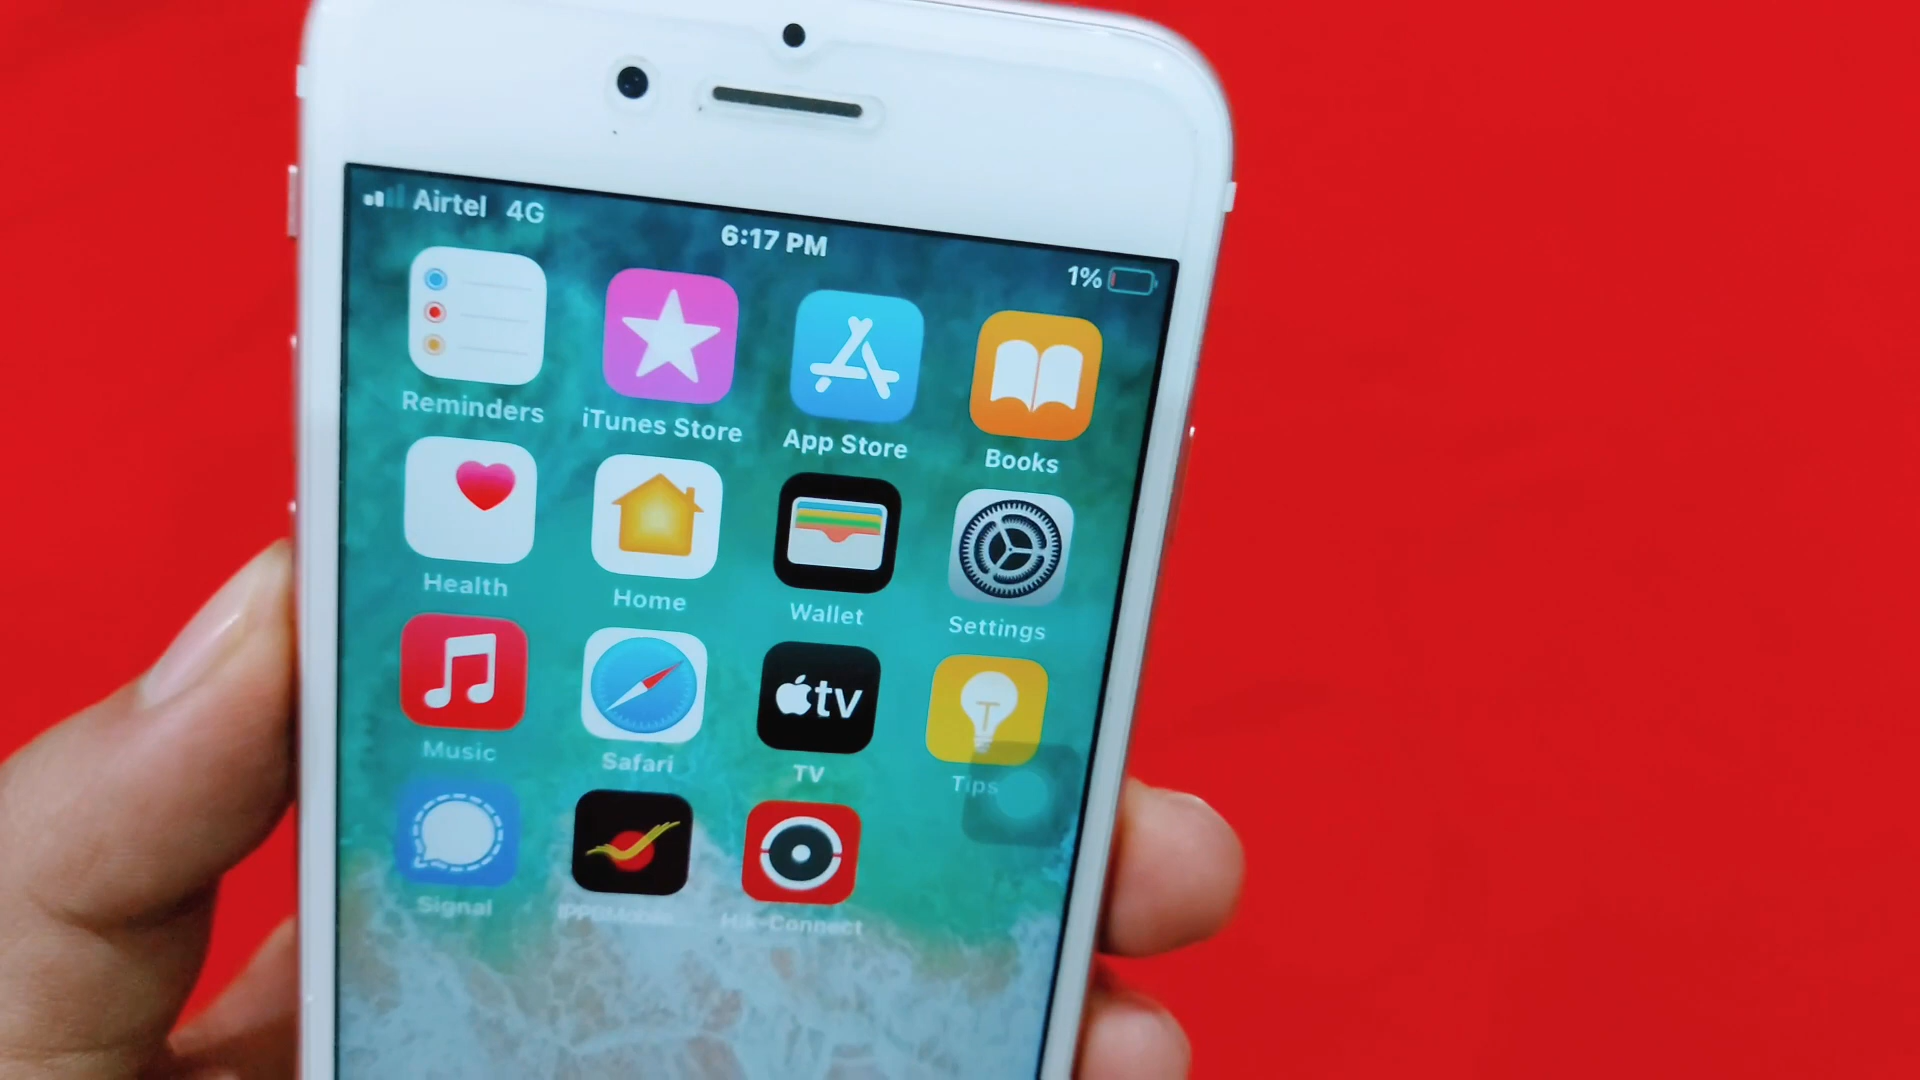 Airtel 4G
6:17 PM
1%
Reminders
iTunes Store
App Store
Books
Health
Home
Wallet
Settings
Music
Safari
tv
TV
Tips
Signal
Hik-Connect